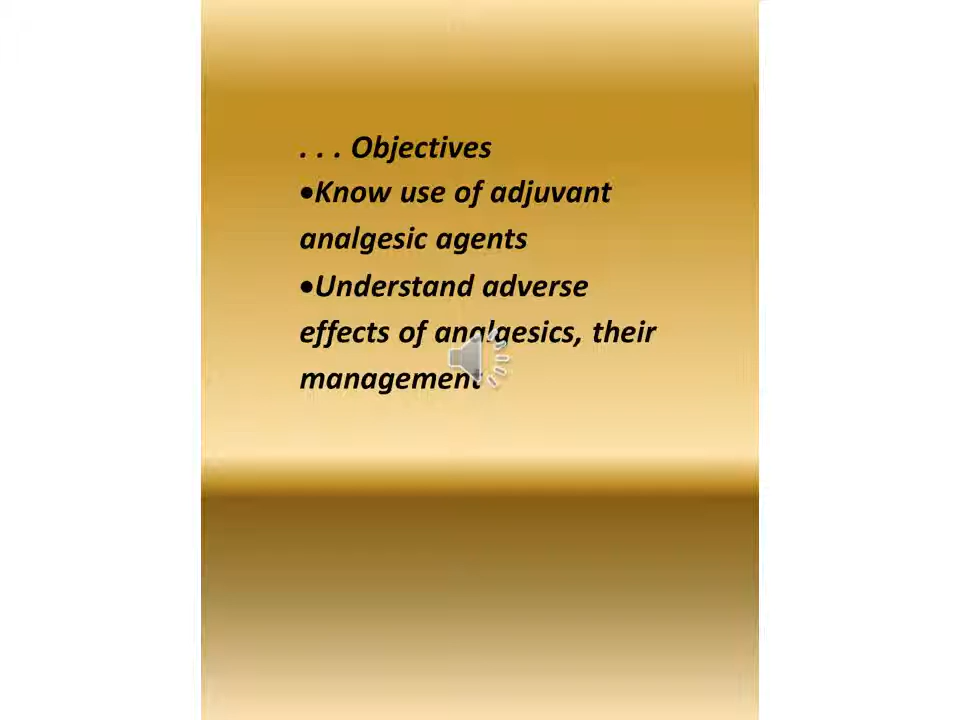 . . . Objectives
•Know use of adjuvant
analgesic agents
•Understand adverse
effects of analgesics, their
management